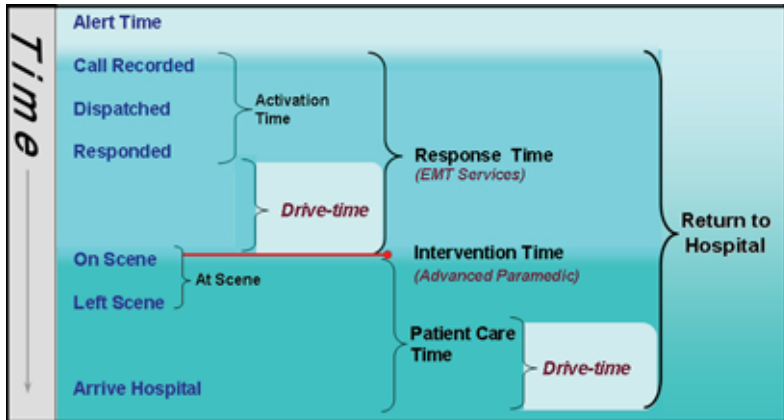 Time
Alert Time
Call Recorded
Dispatched
Responded
Activation
Time
Response Time
(EMT Services)
Drive-time
Return to
Hospital
On Scene
At Scene
Left Scene
Intervention Time
(Advanced Paramedic)
Patient Care
Time
Drive-time
Arrive Hospital